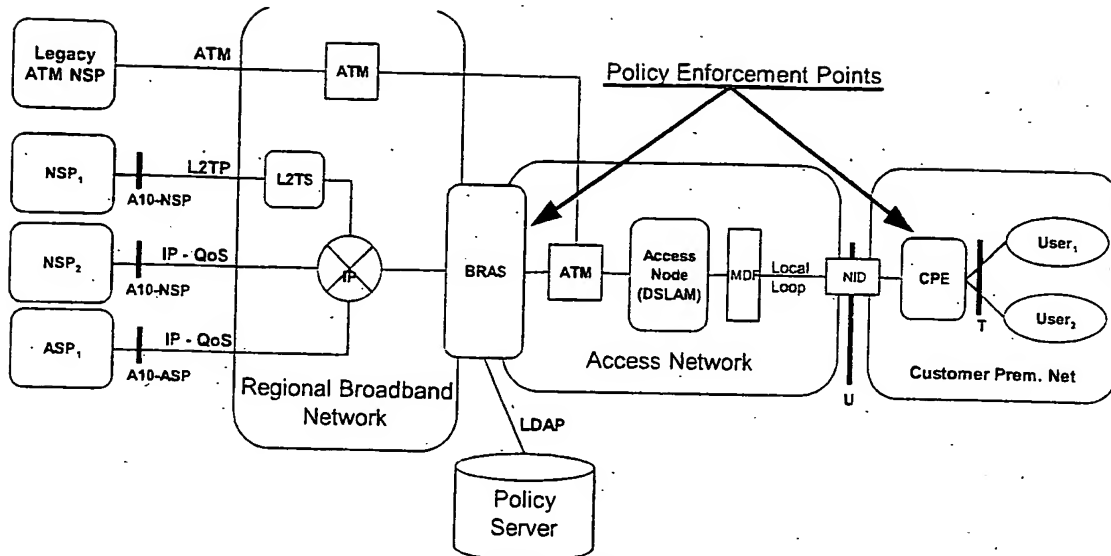 Legacy
ATM NSP
ATM
ATM
Policy Enforcement Points
NSP₁
L2TP
L2TS
A10-NSP
NSP₂
IP - QoS
IP
A10-NSP
BRAS
ATM
Access
Node
(DSLAM)
MDF
Local
Loop
NID
CPE
User₁
User₂
T
ASP₁
IP - QoS
A10-ASP
Regional Broadband
Network
Access Network
Customer Prem. Net
U
LDAP
Policy
Server